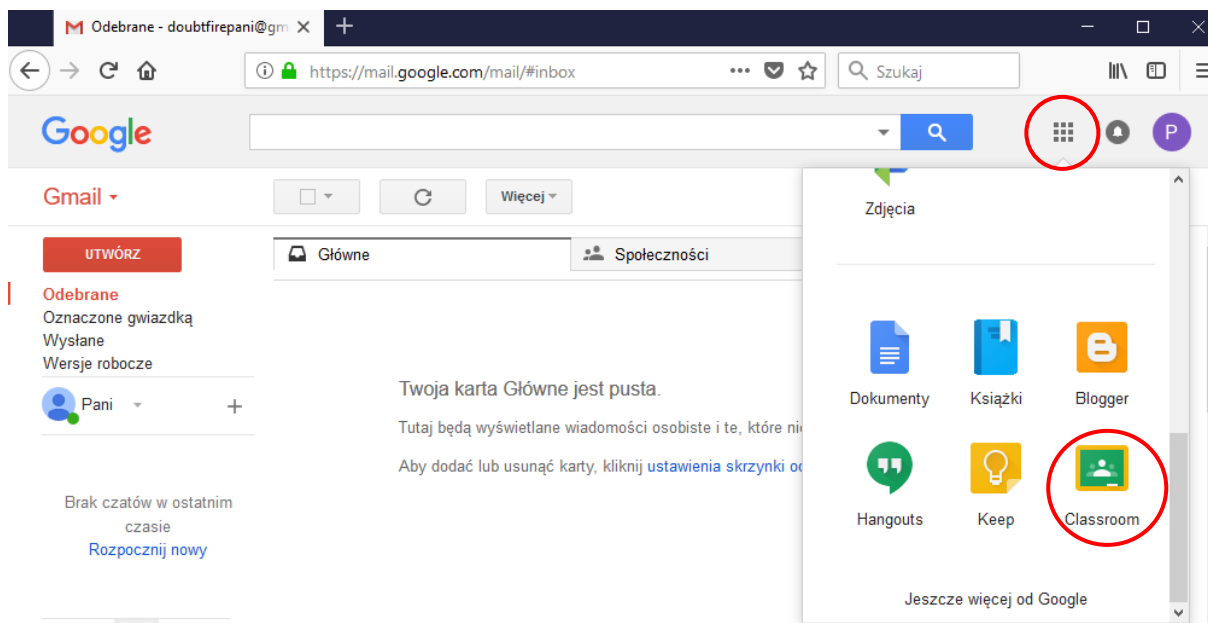 Odebrane - doubtfirepani@gm
https://mail.google.com/mail/#inbox
Szukaj
Google
P
Gmail
Więcej
Zdjęcia
UTWÓRZ
Główne
Społeczności
Odebrane
Oznaczone gwiazdką
Wysłane
Wersje robocze
Pani
Twoja karta Główne jest pusta.
Tutaj będą wyświetlane wiadomości osobiste i te, które
Aby dodać lub usunąć karty, kliknij ustawienia skrzynki
Dokumenty Książki Blogger
Hangouts Keep Classroom
Brak czatów w ostatnim
czasie
Rozpocznij nowy
Jeszcze więcej od Google